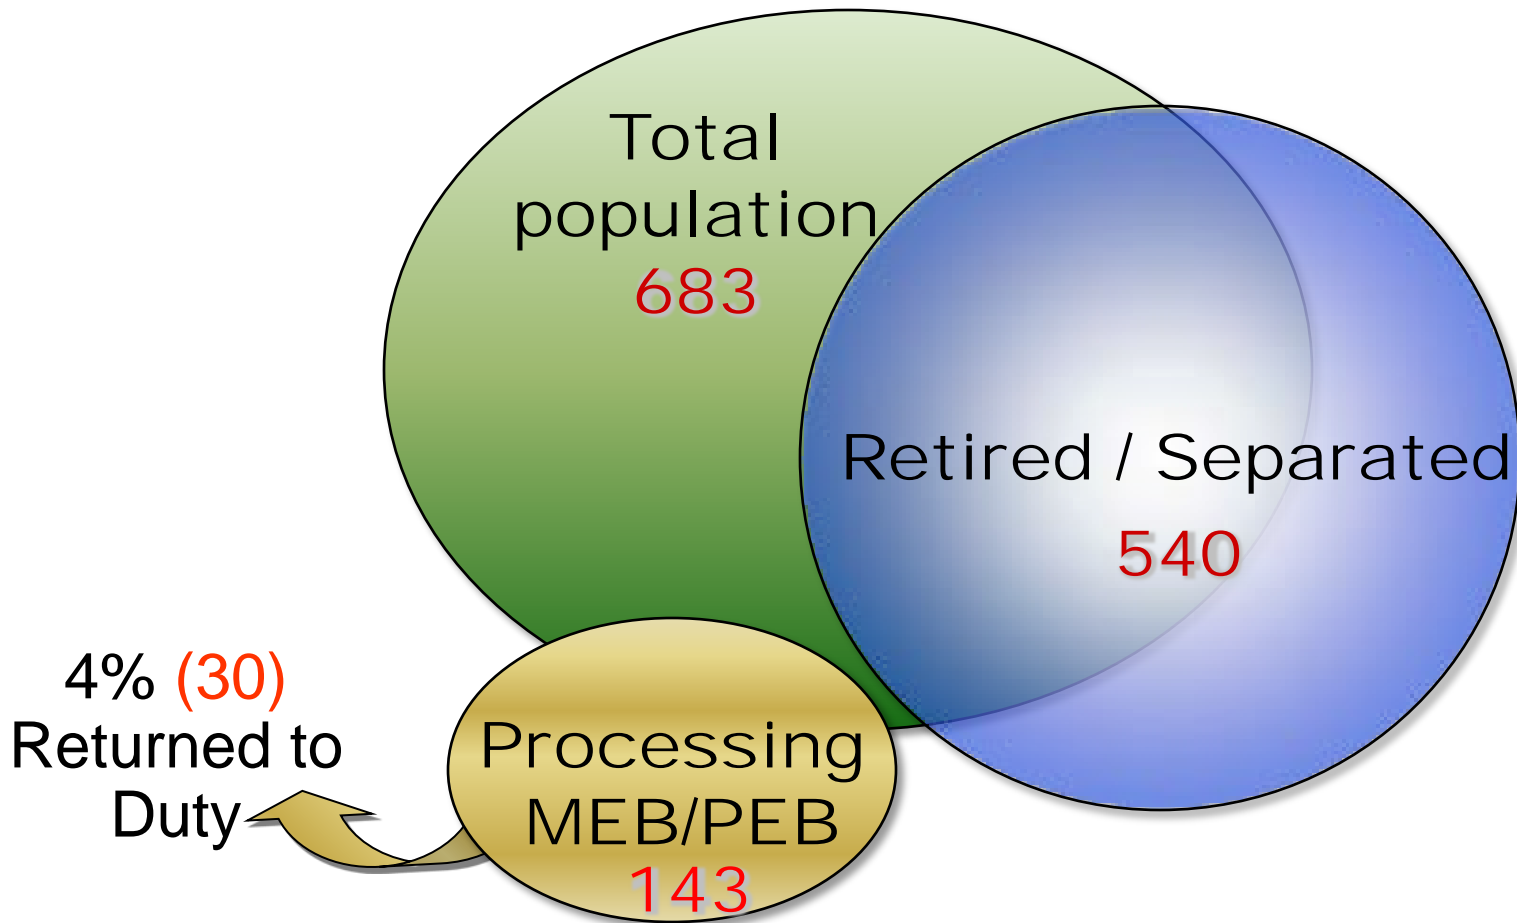 Total
population
683
Retired / Separated
540
4% (30)
Returned to
Duty
Processing
MEB/PEB
143